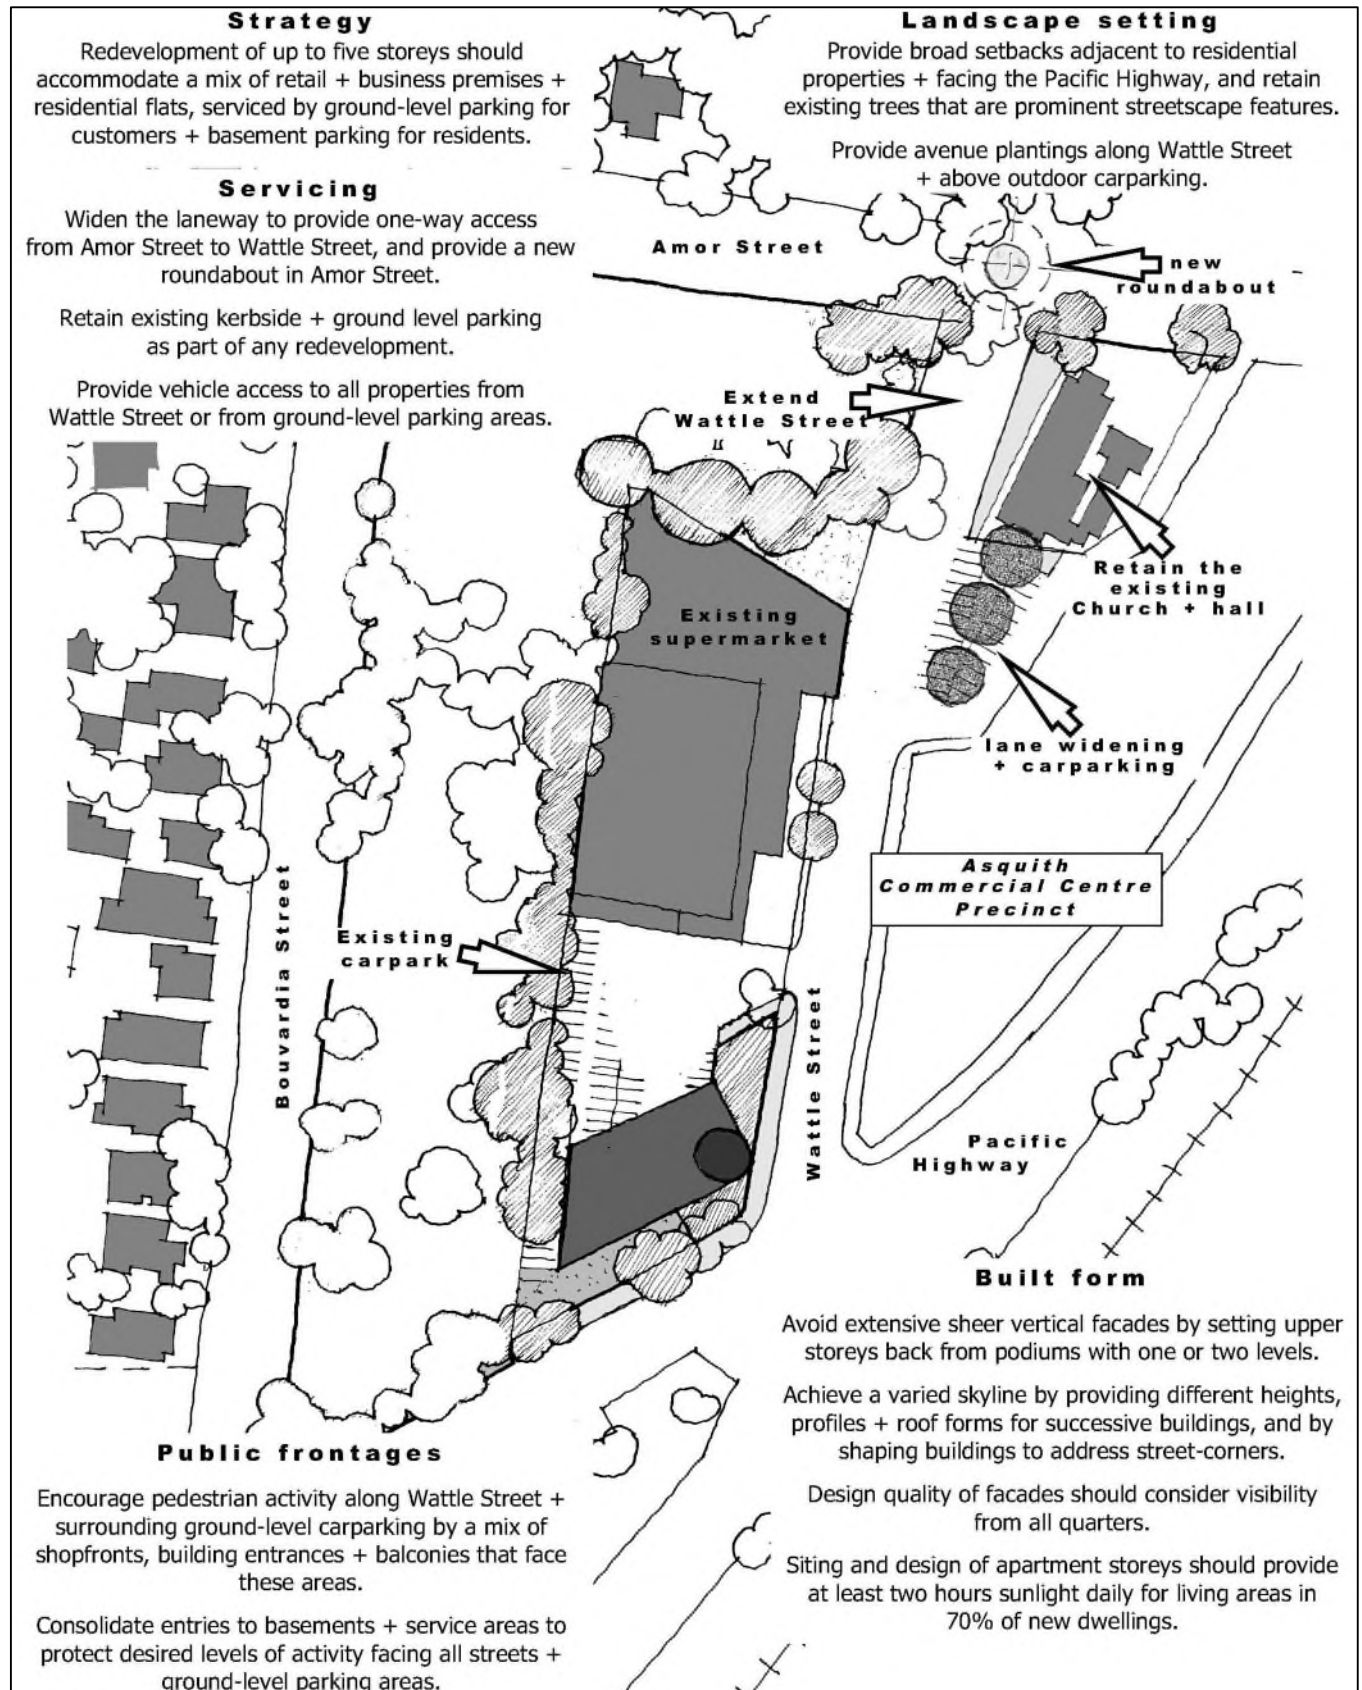 Strategy
Redevelopment of up to five storeys should
accommodate a mix of retail + business premises +
residential flats, serviced by ground-level parking for
customers + basement parking for residents.
Servicing
Widen the laneway to provide one-way access
from Amor Street to Wattle Street, and provide a new
roundabout in Amor Street.
Retain existing kerbside + ground level parking
as part of any redevelopment.
Provide vehicle access to all properties from
Wattle Street or from ground-level parking areas.
Landscape setting
Provide broad setbacks adjacent to residential
properties + facing the Pacific Highway, and retain
existing trees that are prominent streetscape features.
Provide avenue plantings along Wattle Street
+ above outdoor carparking.
Amor Street
new
roundabout
Extend
Wattle Street
Retain the
existing
Church + hall
Existing
supermarket
lane widening
+ carparking
Asquith
Commercial Centre
Precinct
Existing
carpark
Bouvardia Street
Wattle Street
Pacific
Highway
Built form
Avoid extensive sheer vertical facades by setting upper
storeys back from podiums with one or two levels.
Achieve a varied skyline by providing different heights,
profiles + roof forms for successive buildings, and by
shaping buildings to address street-corners.
Design quality of facades should consider visibility
from all quarters.
Siting and design of apartment storeys should provide
at least two hours sunlight daily for living areas in
70% of new dwellings.
Public frontages
Encourage pedestrian activity along Wattle Street +
surrounding ground-level carparking by a mix of
shopfronts, building entrances + balconies that face
these areas.
Consolidate entries to basements + service areas to
protect desired levels of activity facing all streets +
ground-level parking areas.